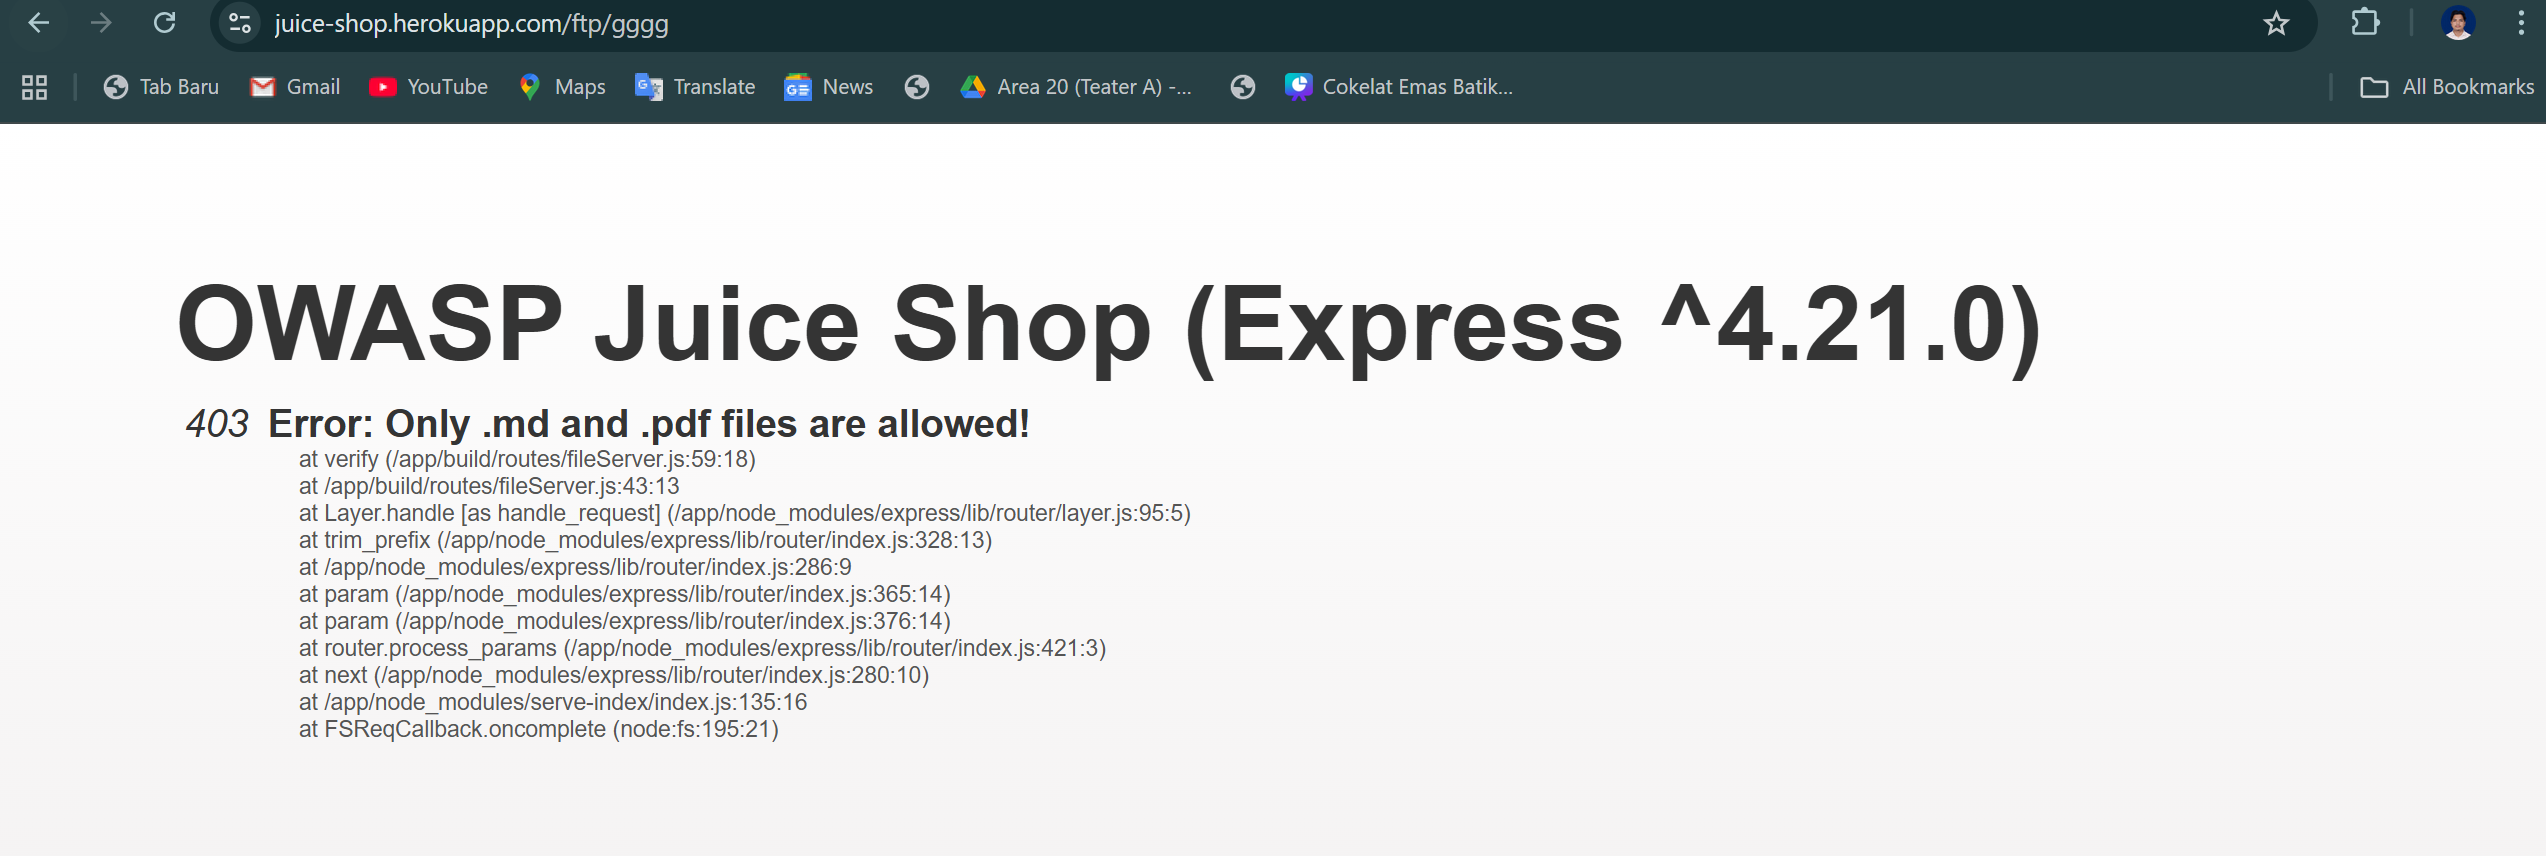 juice-shop.herokuapp.com/ftp/gggg
Tab Baru Gmail YouTube Maps Translate News Area 20 (Teater A) -... Cokelat Emas Batik... All Bookmarks
OWASP Juice Shop (Express ^4.21.0)
403 Error: Only .md and .pdf files are allowed!
at verify (/app/build/routes/fileServer.js:59:18)
at /app/build/routes/fileServer.js:43:13
at Layer.handle [as handle_request] (/app/node_modules/express/lib/router/layer.js:95:5)
at trim_prefix (/app/node_modules/express/lib/router/index.js:328:13)
at /app/node_modules/express/lib/router/index.js:286:9
at param (/app/node_modules/express/lib/router/index.js:365:14)
at param (/app/node_modules/express/lib/router/index.js:376:14)
at router.process_params (/app/node_modules/express/lib/router/index.js:421:3)
at next (/app/node_modules/express/lib/router/index.js:280:10)
at /app/node_modules/serve-index/index.js:135:16
at FSReqCallback.oncomplete (node:fs:195:21)